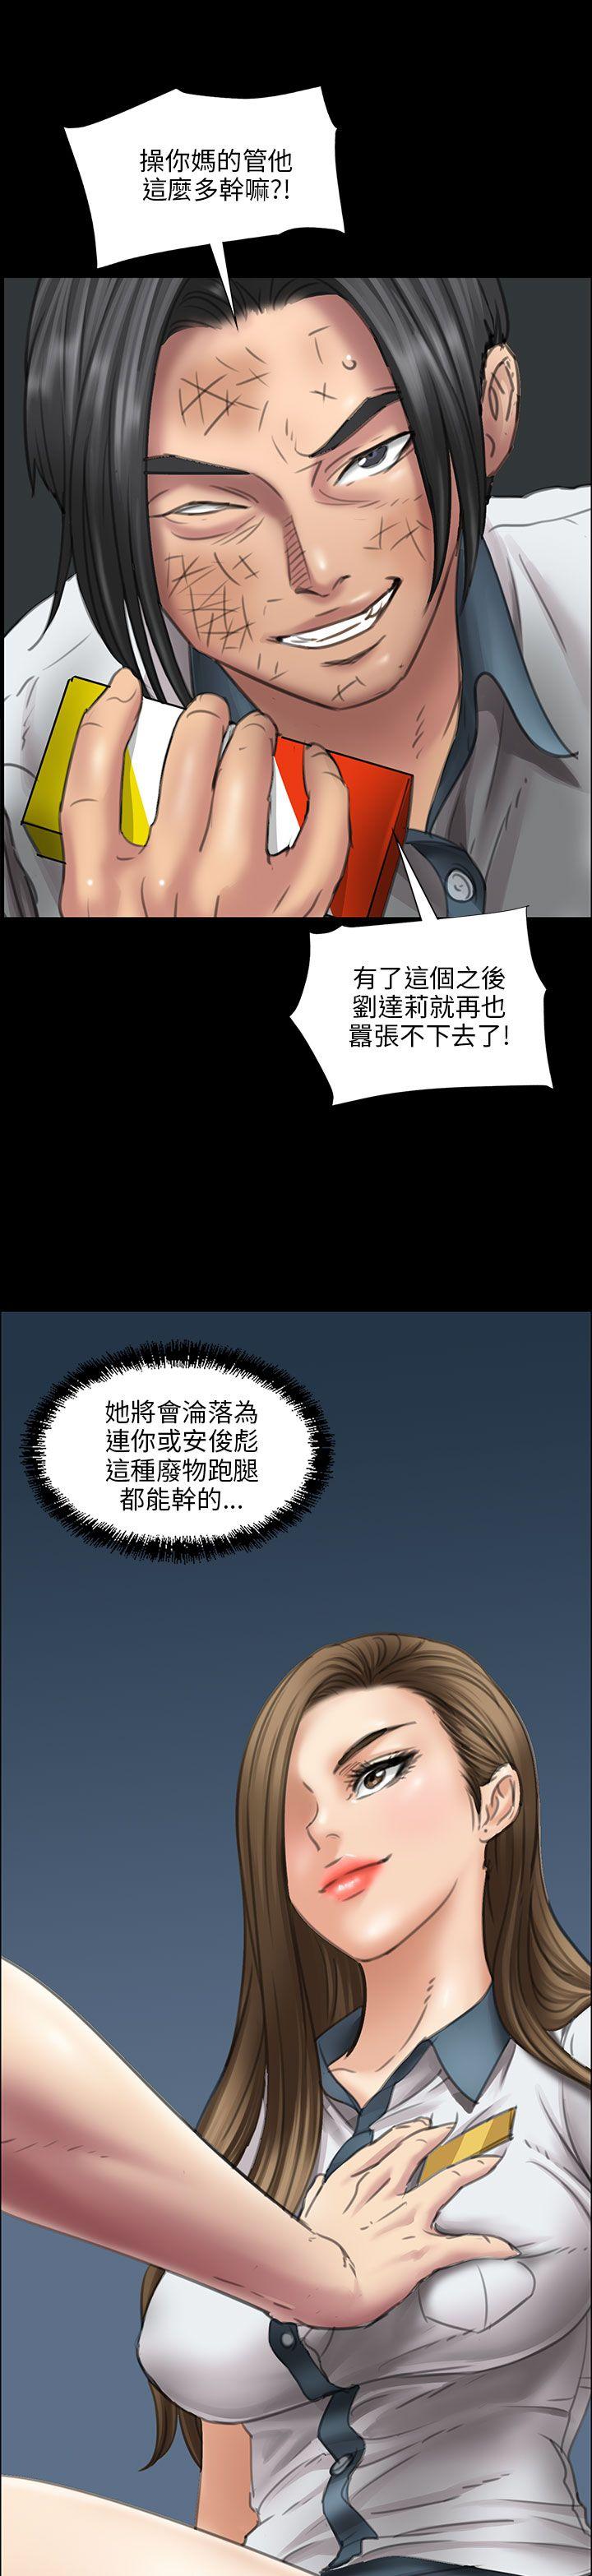 操你媽的管他
這麼多幹嘛?!
有了這個之後
劉達莉就再也
囂張不下去了!
她將會淪落為
連你或安俊彪
這種廢物跑腿
都能幹的...